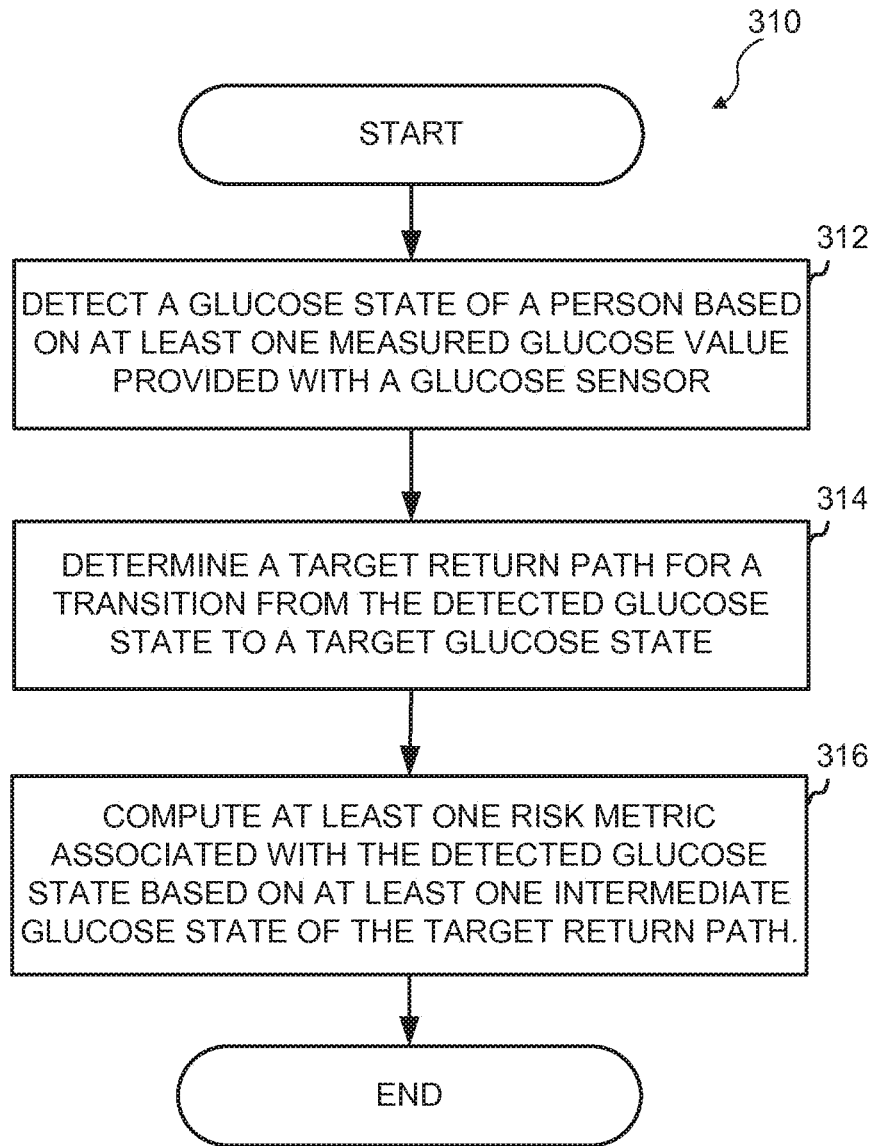 310
START
312
DETECT A GLUCOSE STATE OF A PERSON BASED
ON AT LEAST ONE MEASURED GLUCOSE VALUE
PROVIDED WITH A GLUCOSE SENSOR
314
DETERMINE A TARGET RETURN PATH FOR A
TRANSITION FROM THE DETECTED GLUCOSE
STATE TO A TARGET GLUCOSE STATE
316
COMPUTE AT LEAST ONE RISK METRIC
ASSOCIATED WITH THE DETECTED GLUCOSE
STATE BASED ON AT LEAST ONE INTERMEDIATE
GLUCOSE STATE OF THE TARGET RETURN PATH.
END